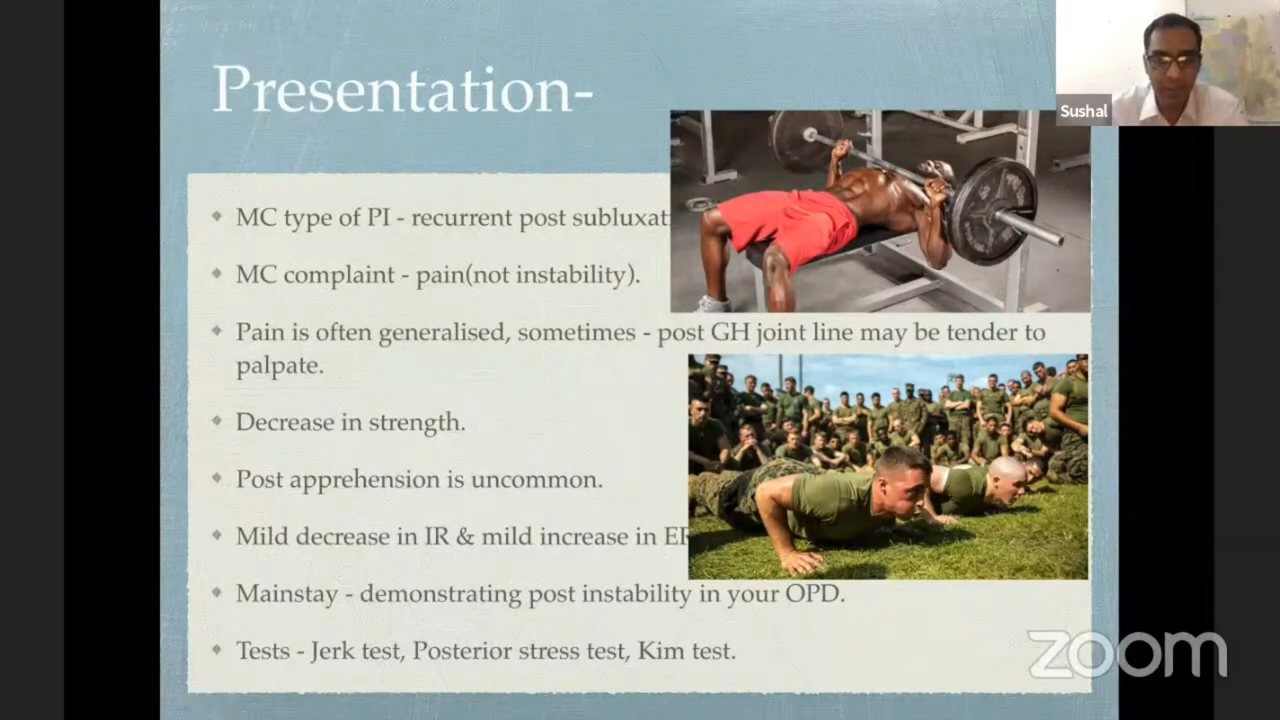 Presentation-
Sushal
MC type of PI - recurrent post
MC complaint - pain(not instability).
Pain is often generalised, sometimes - post GH joint line may be tender to
palpate.
Decrease in strength.
Post apprehension is uncommon.
Mild decrease in IR & mild increase in
Mainstay - demonstrating post instability in your OPD.
Tests - Jerk test, Posterior stress test, Kim test.
zoom